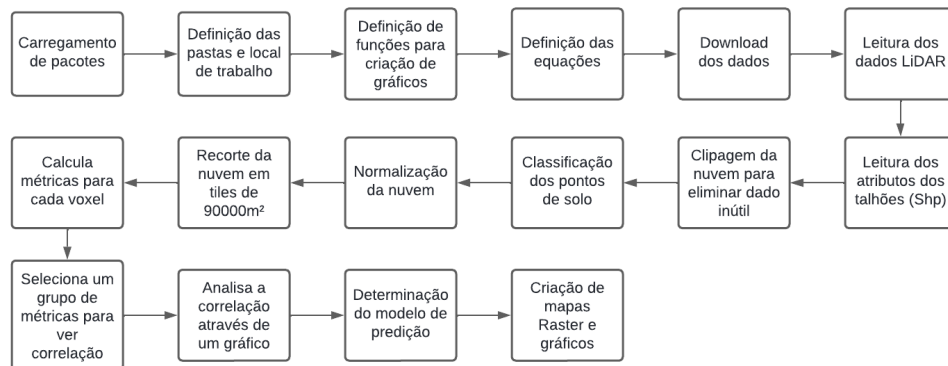 Carregamento
de pacotes
Definição das
pastas e local
de trabalho
Definição de
funções para
criação de
gráficos
Definição das
equações
Download
dos dados
Leitura dos
dados LiDAR
Leitura dos
atributos dos
talhões (Shp)
Clipagem da
nuvem para
eliminar dado
inútil
Classificação
dos pontos
de solo
Normalização
da nuvem
Recorte da
nuvem em
tiles de
90000m²
Calcula
métricas para
cada voxel
Seleciona um
grupo de
métricas para
ver
correlação
Analisa a
correlação
através de
um gráfico
Determinação
do modelo de
predição
Criação de
mapas
Raster e
gráficos